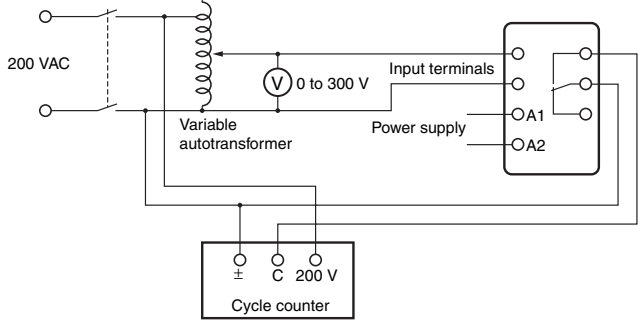 200 VAC
V
0 to 300 V
Input terminals
Variable
autotransformer
Power supply
A1
A2
± C 200 V
Cycle counter